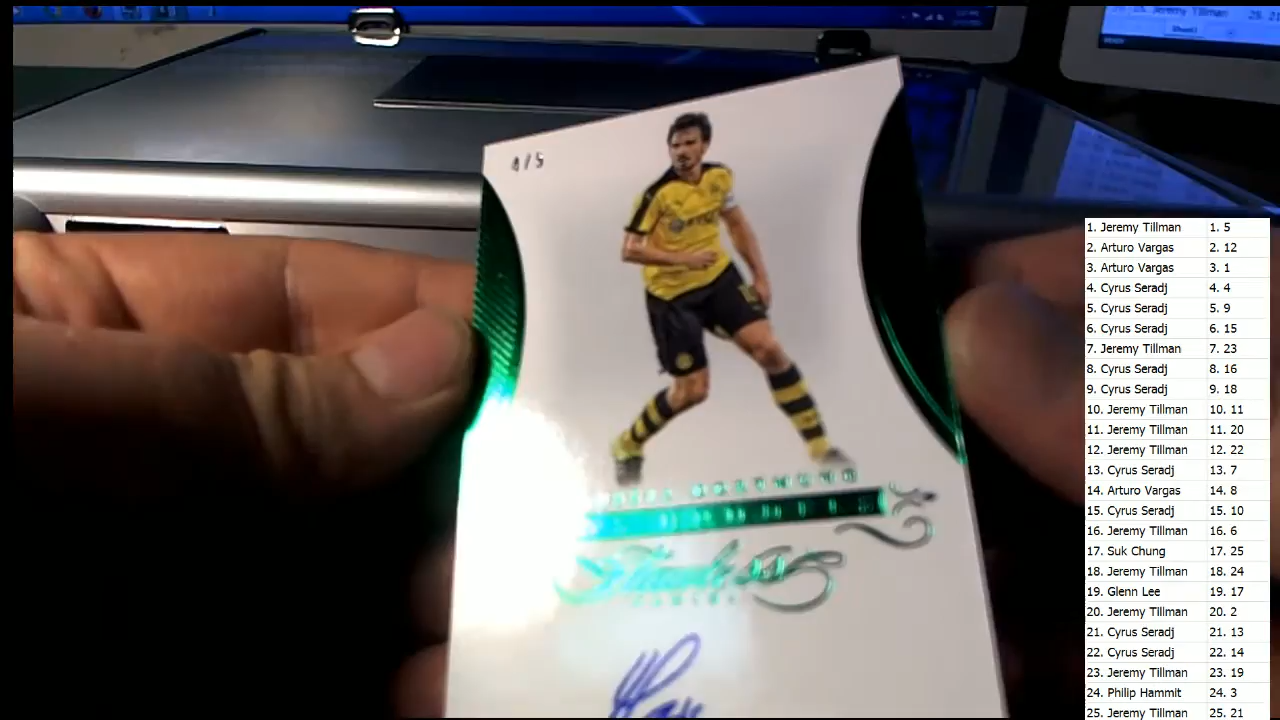 Jeremy Tillman
4/5
1. Jeremy Tillman 1. 5
2. Arturo Vargas 2. 12
3. Arturo Vargas 3. 1
4. Cyrus Seradj 4. 4
5. Cyrus Seradj 5. 9
6. Cyrus Seradj 6. 15
7. Jeremy Tillman 7. 23
8. Cyrus Seradj 8. 16
9. Cyrus Seradj 9. 18
10. Jeremy Tillman 10. 11
11. Jeremy Tillman 11. 20
12. Jeremy Tillman 12. 22
13. Cyrus Seradj 13. 7
14. Arturo Vargas 14. 8
15. Cyrus Seradj 15. 10
16. Jeremy Tillman 16. 6
17. Suk Chung 17. 25
18. Jeremy Tillman 18. 24
19. Glenn Lee 19. 17
20. Jeremy Tillman 20. 2
21. Cyrus Seradj 21. 13
22. Cyrus Seradj 22. 14
23. Jeremy Tillman 23. 19
24. Philip Hammit 24. 3
25. Jeremy Tillman 25. 21